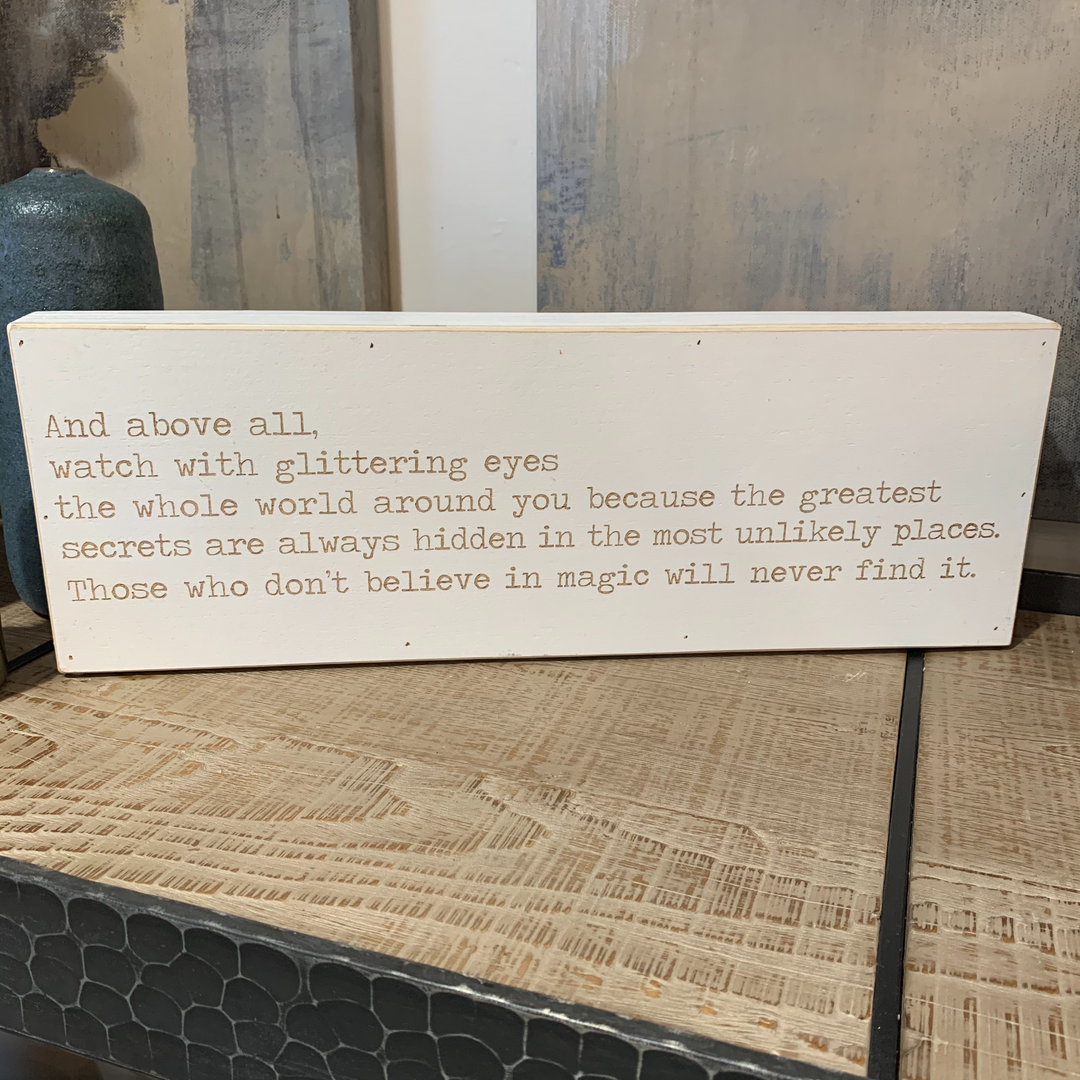 And above all,
watch with glittering eyes
the whole world around you because the greatest
secrets are always hidden in the most unlikely places.
Those who don't believe in magic will never find it.